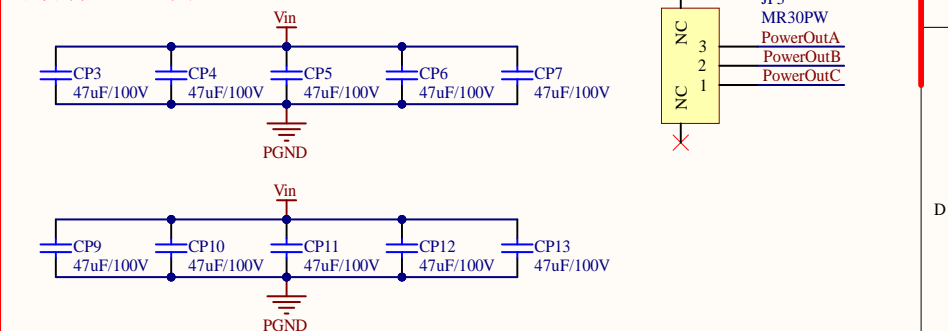 Vin
CP3
47uF/100V
CP4
47uF/100V
CP5
47uF/100V
CP6
47uF/100V
CP7
47uF/100V
PGND
MR30PW
NC
NC
3
2
1
PowerOutA
PowerOutB
PowerOutC
Vin
CP9
47uF/100V
CP10
47uF/100V
CP11
47uF/100V
CP12
47uF/100V
CP13
47uF/100V
PGND
D